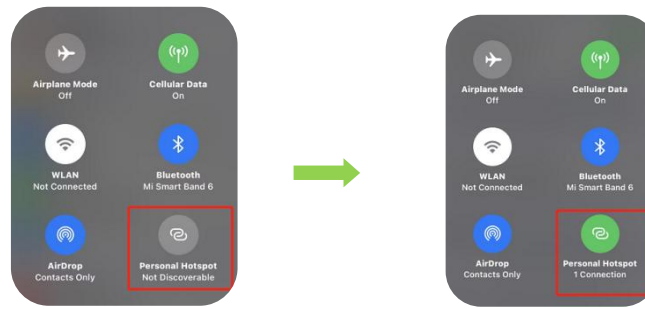 Airplane Mode
Off
Cellular Data
On
WLAN
Not Connected
Bluetooth
Mi Smart Band 6
AirDrop
Contacts Only
Personal Hotspot
Not Discoverable
Airplane Mode
Off
Cellular Data
On
WLAN
Not Connected
Bluetooth
Mi Smart Band 6
AirDrop
Contacts Only
Personal Hotspot
1 Connection